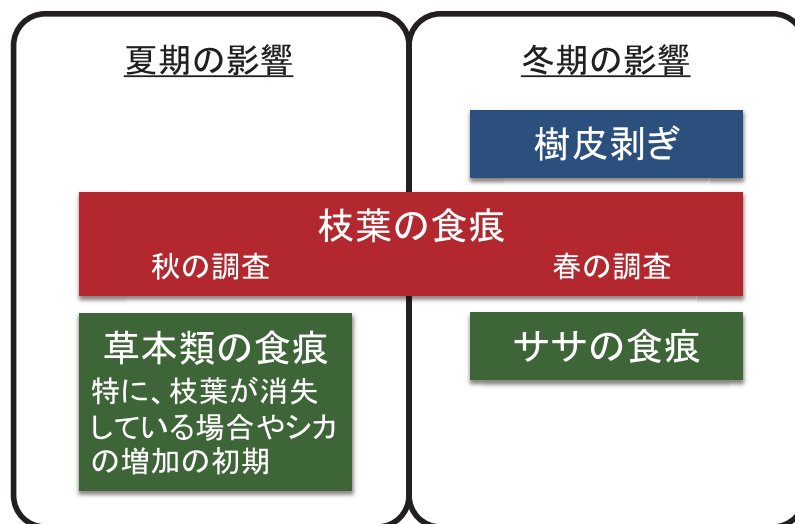 夏期の影響
冬期の影響
樹皮剥ぎ
枝葉の食痕
秋の調査
春の調査
草本類の食痕
特に、枝葉が消失
している場合やシカ
の増加の初期
ササの食痕